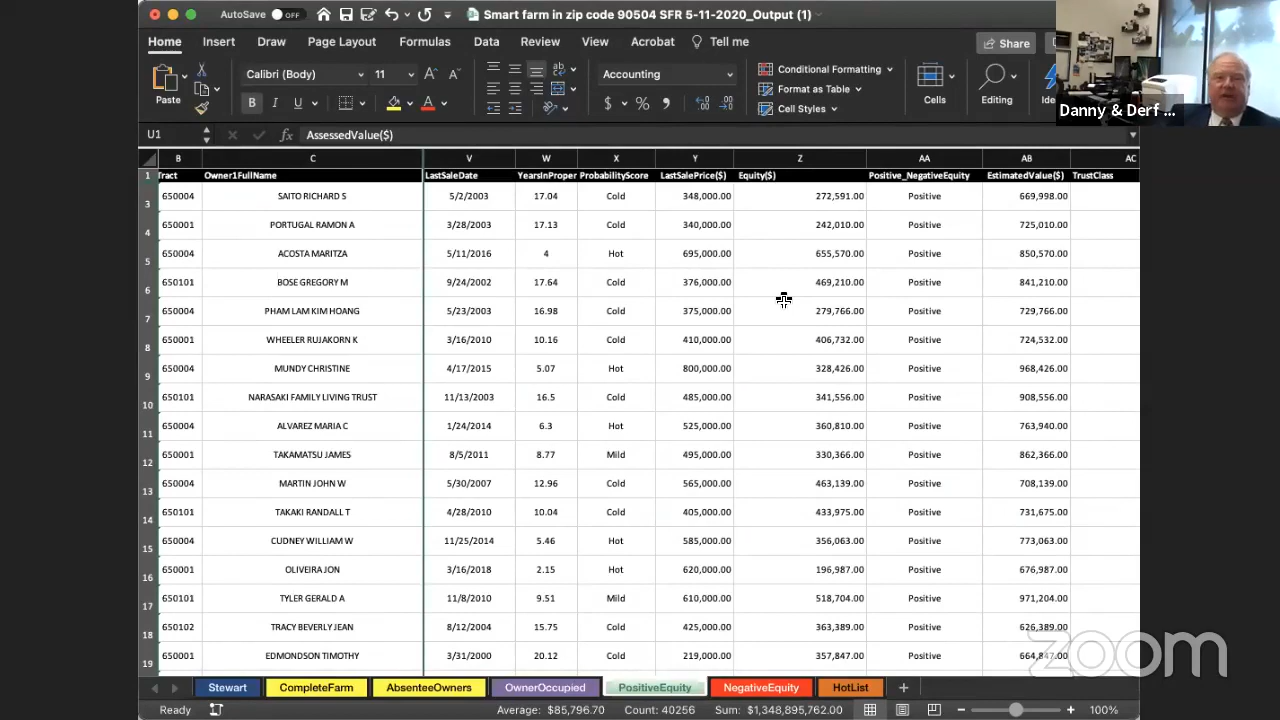 AutoSave OFF Smart farm in zip code 90504 SFR 5-11-2020_Output (1)
Home Insert Draw Page Layout Formulas Data Review View Acrobat Tell me Share
Paste Calibri (Body) 11 A A Accounting Conditional Formatting Format as Table Cell Styles Cells Editing Ide
B I U A $ % ,
Danny & Derf ...
U1 fx AssessedValue($)
B C V W X Y Z AA AB AC
1 Tract Owner1FullName LastSaleDate YearsInProper ProbabilityScore LastSalePrice($) Equity($) Positive_NegativeEquity EstimatedValue($) TrustClass
3 650004 SAITO RICHARD S 5/2/2003 17.04 Cold 348,000.00 272,591.00 Positive 669,998.00
4 650001 PORTUGAL RAMON A 3/28/2003 17.13 Cold 340,000.00 242,010.00 Positive 725,010.00
5 650004 ACOSTA MARITZA 5/11/2016 4 Hot 695,000.00 655,570.00 Positive 850,570.00
6 650101 BOSE GREGORY M 9/24/2002 17.64 Cold 376,000.00 469,210.00 Positive 841,210.00
7 650004 PHAM LAM KIM HOANG 5/23/2003 16.98 Cold 375,000.00 279,766.00 Positive 729,766.00
8 650001 WHEELER RUJAKORN K 3/16/2010 10.16 Cold 410,000.00 406,732.00 Positive 724,532.00
9 650004 MUNDY CHRISTINE 4/17/2015 5.07 Hot 800,000.00 328,426.00 Positive 968,426.00
10 650101 NARASAKI FAMILY LIVING TRUST 11/13/2003 16.5 Cold 485,000.00 341,556.00 Positive 908,556.00
11 650004 ALVAREZ MARIA C 1/24/2014 6.3 Hot 525,000.00 360,810.00 Positive 763,940.00
12 650001 TAKAMATSU JAMES 8/5/2011 8.77 Mild 495,000.00 330,366.00 Positive 862,366.00
13 650004 MARTIN JOHN W 5/30/2007 12.96 Cold 565,000.00 463,139.00 Positive 708,139.00
14 650101 TAKAKI RANDALL T 4/28/2010 10.04 Cold 405,000.00 433,975.00 Positive 731,675.00
15 650004 CUDNEY WILLIAM W 11/25/2014 5.46 Hot 585,000.00 356,063.00 Positive 773,063.00
16 650001 OLIVEIRA JON 3/16/2018 2.15 Hot 620,000.00 196,987.00 Positive 676,987.00
17 650101 TYLER GERALD A 11/8/2010 9.51 Mild 610,000.00 518,704.00 Positive 971,204.00
18 650102 TRACY BEVERLY JEAN 8/12/2004 15.75 Cold 425,000.00 363,389.00 Positive 626,389.00
19 650001 EDMONDSON TIMOTHY 3/31/2000 20.12 Cold 219,000.00 357,847.00 Positive 664,847.00
zoom
Stewart CompleteFarm AbsenteeOwners OwnerOccupied PositiveEquity NegativeEquity HotList +
Ready Average: $85,796.70 Count: 40256 Sum: $1,348,895,762.00 100%